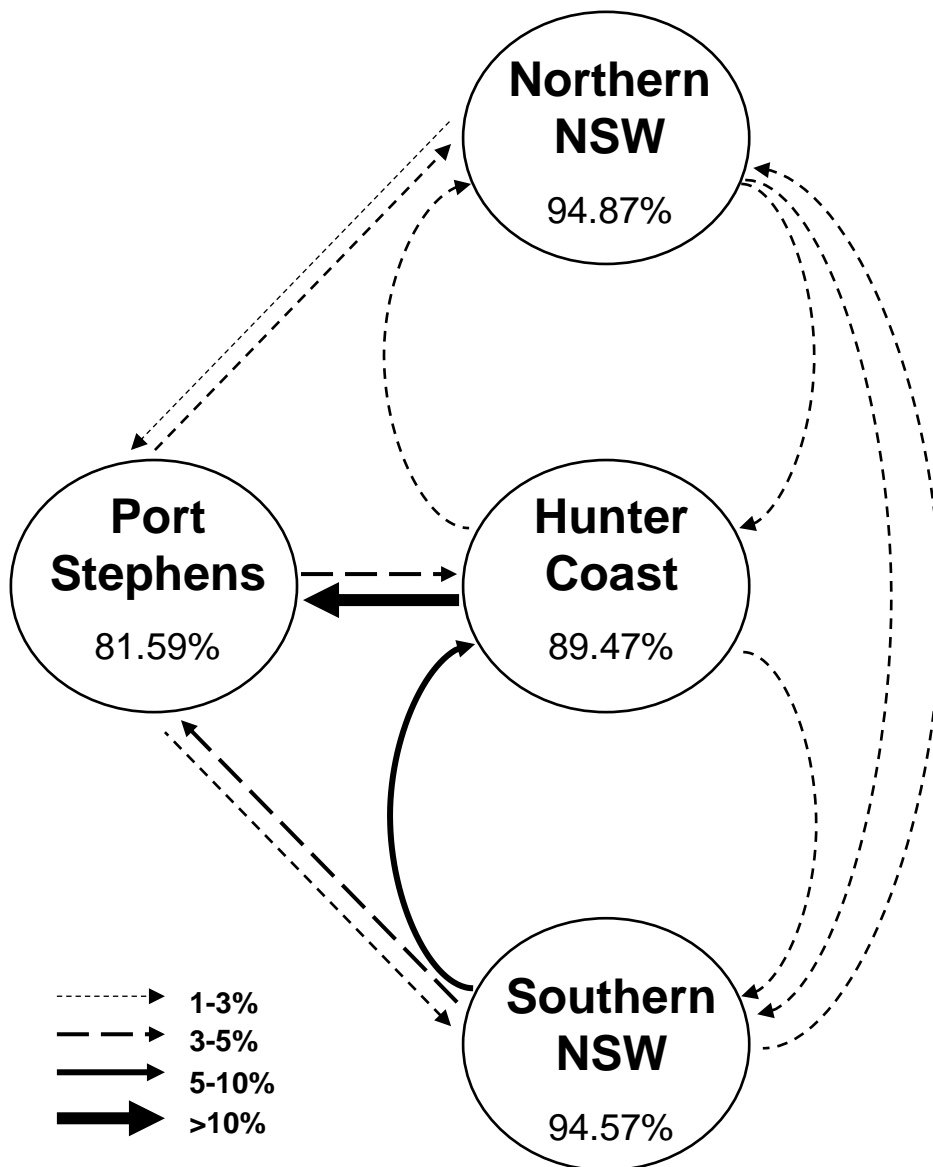 Northern
NSW
94.87%
Port
Stephens
81.59%
Hunter
Coast
89.47%
Southern
NSW
94.57%
1-3%
3-5%
5-10%
>10%